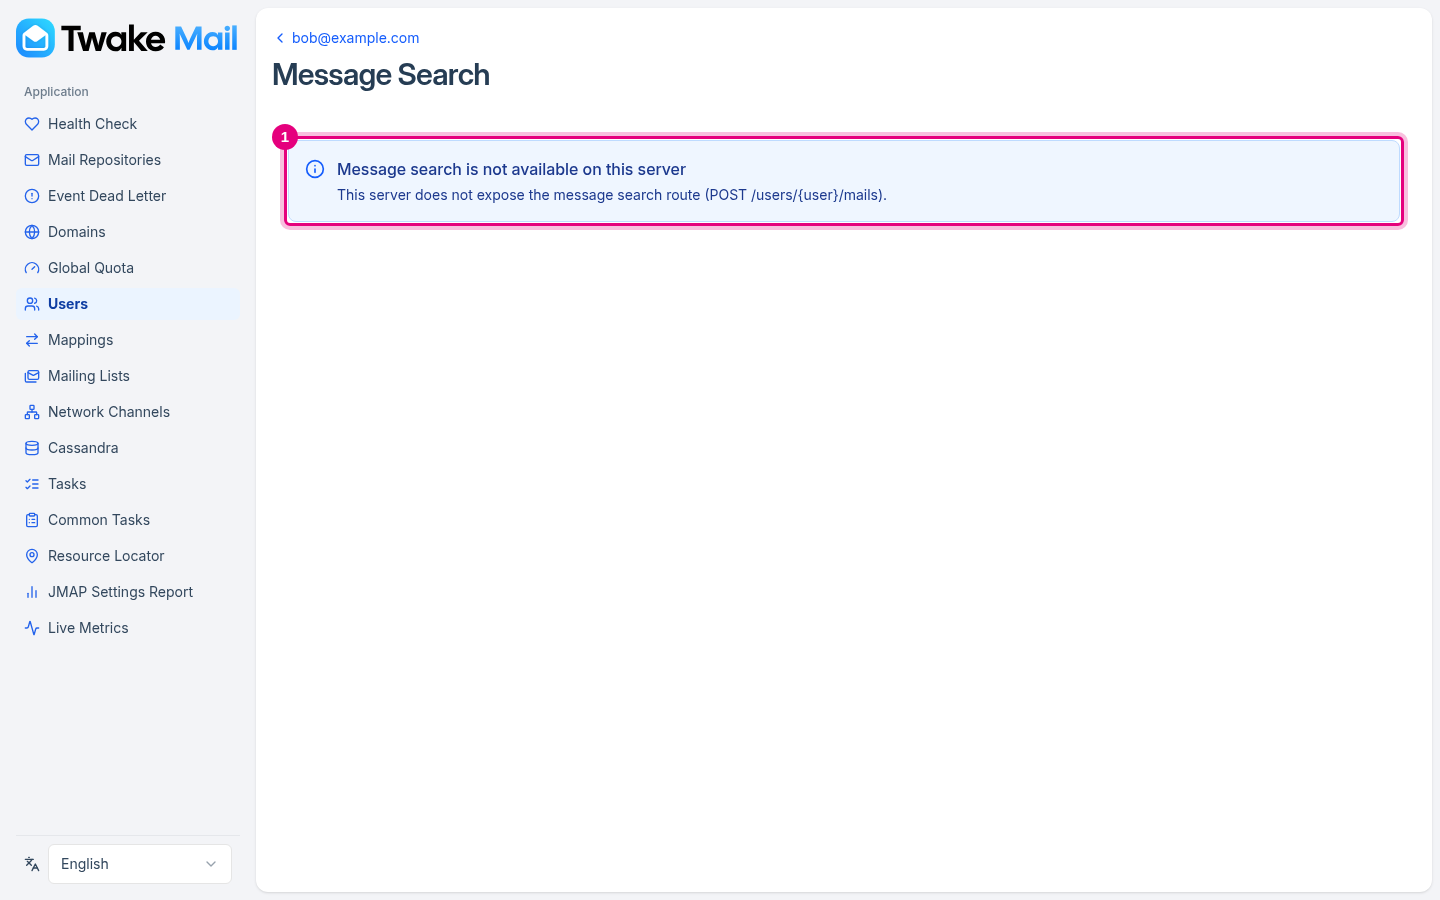 Twake Mail
Application
Health Check
Mail Repositories
Event Dead Letter
Domains
Global Quota
Users
Mappings
Mailing Lists
Network Channels
Cassandra
Tasks
Common Tasks
Resource Locator
JMAP Settings Report
Live Metrics
English
bob@example.com
Message Search
1
Message search is not available on this server
This server does not expose the message search route (POST /users/{user}/mails).